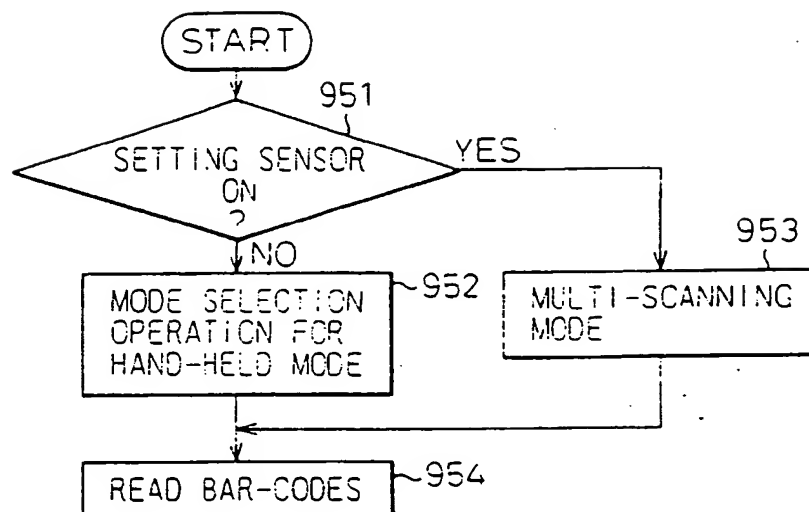 START
951
SETTING SENSOR
ON
?
YES
NO
953
952
MODE SELECTION
OPERATION FOR
HAND-HELD MODE
MULTI-SCANNING
MODE
954
READ BAR-CODES